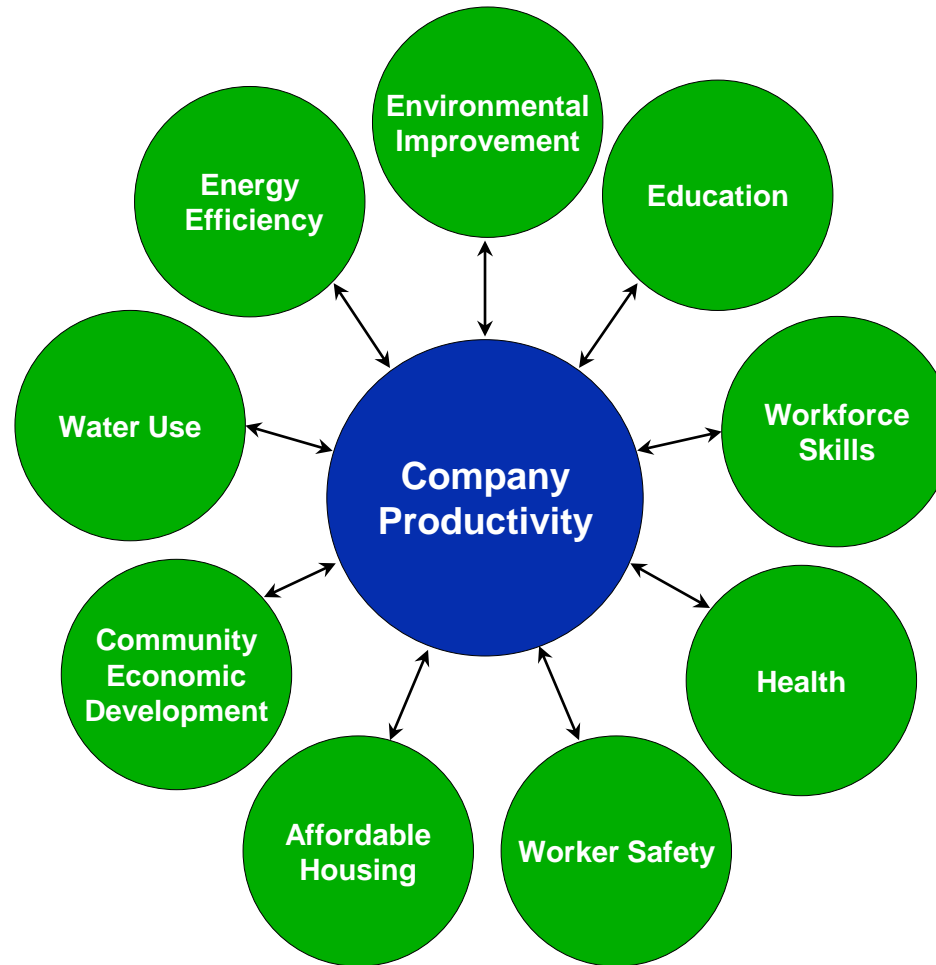 Environmental
Improvement
Education
Workforce
Skills
Health
Worker Safety
Affordable
Housing
Community
Economic
Development
Water Use
Energy
Efficiency
Company
Productivity